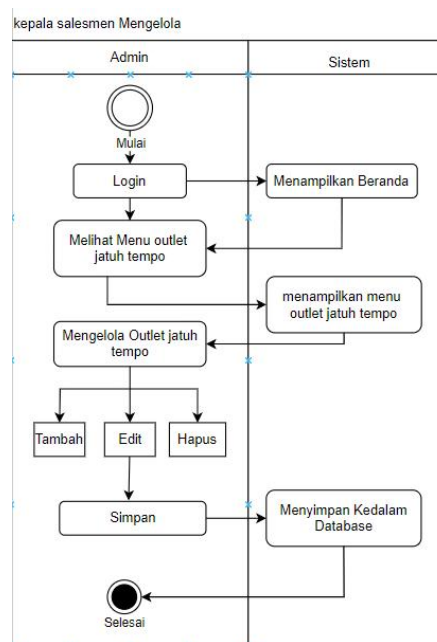 kepala salesmen Mengelola
Admin
Sistem
Mulai
Login
Menampilkan Beranda
Melihat Menu outlet
jatuh tempo
menampilkan menu
outlet jatuh tempo
Mengelola Outlet jatuh
tempo
Tambah
Edit
Hapus
Simpan
Menyimpan Kedalam
Database
Selesai